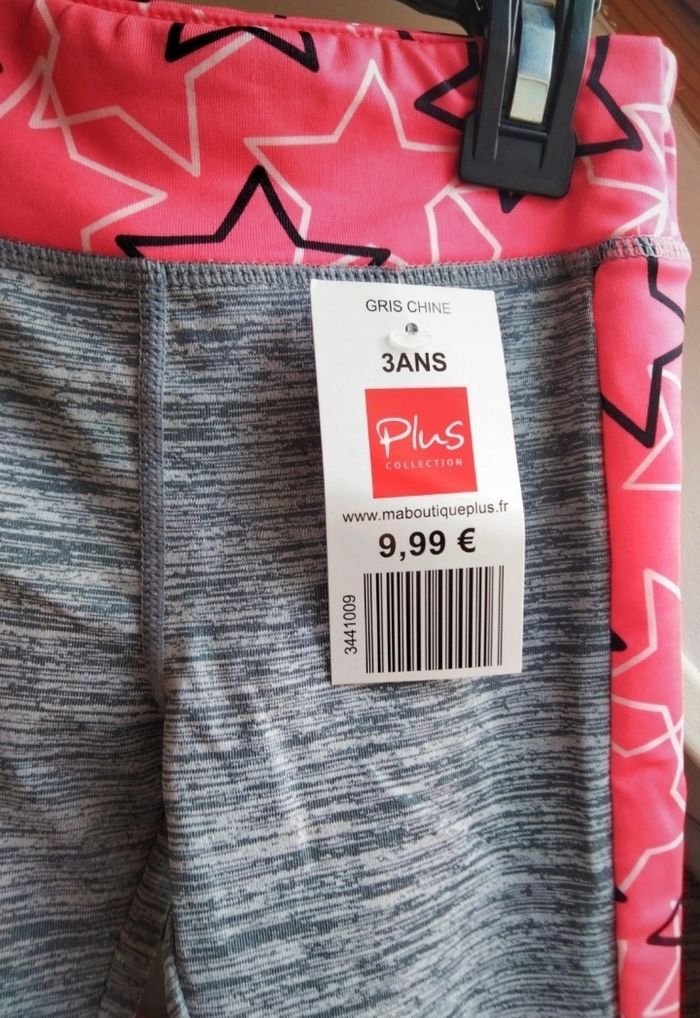 GRIS CHINE
3ANS
Plus
COLLECTION
www.maboutiqueplus.fr
9,99 €
3441009